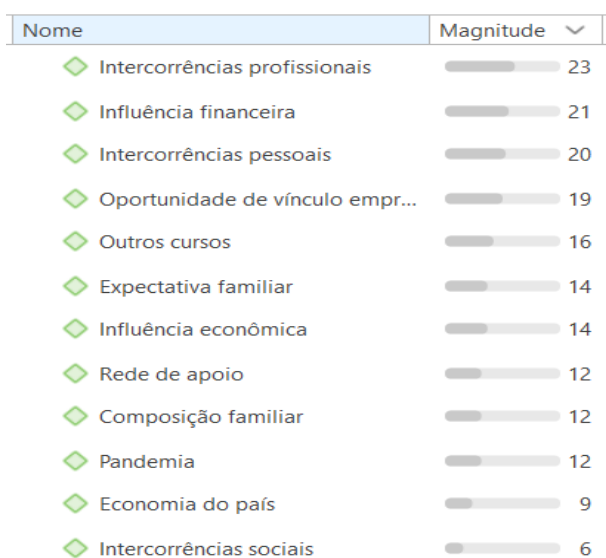 Nome Magnitude
Intercorrências profissionais 23
Influência financeira 21
Intercorrências pessoais 20
Oportunidade de vínculo empr... 19
Outros cursos 16
Expectativa familiar 14
Influência econômica 14
Rede de apoio 12
Composição familiar 12
Pandemia 12
Economia do país 9
Intercorrências sociais 6